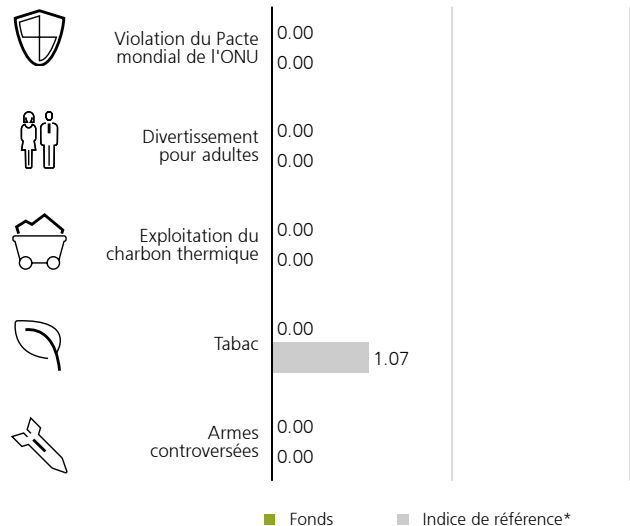 Violation du Pacte
mondial de l'ONU
0.00
0.00
Divertissement
pour adultes
0.00
0.00
Exploitation du
charbon thermique
0.00
0.00
Tabac
0.00
1.07
Armes
controversées
0.00
0.00
Fonds
Indice de référence*